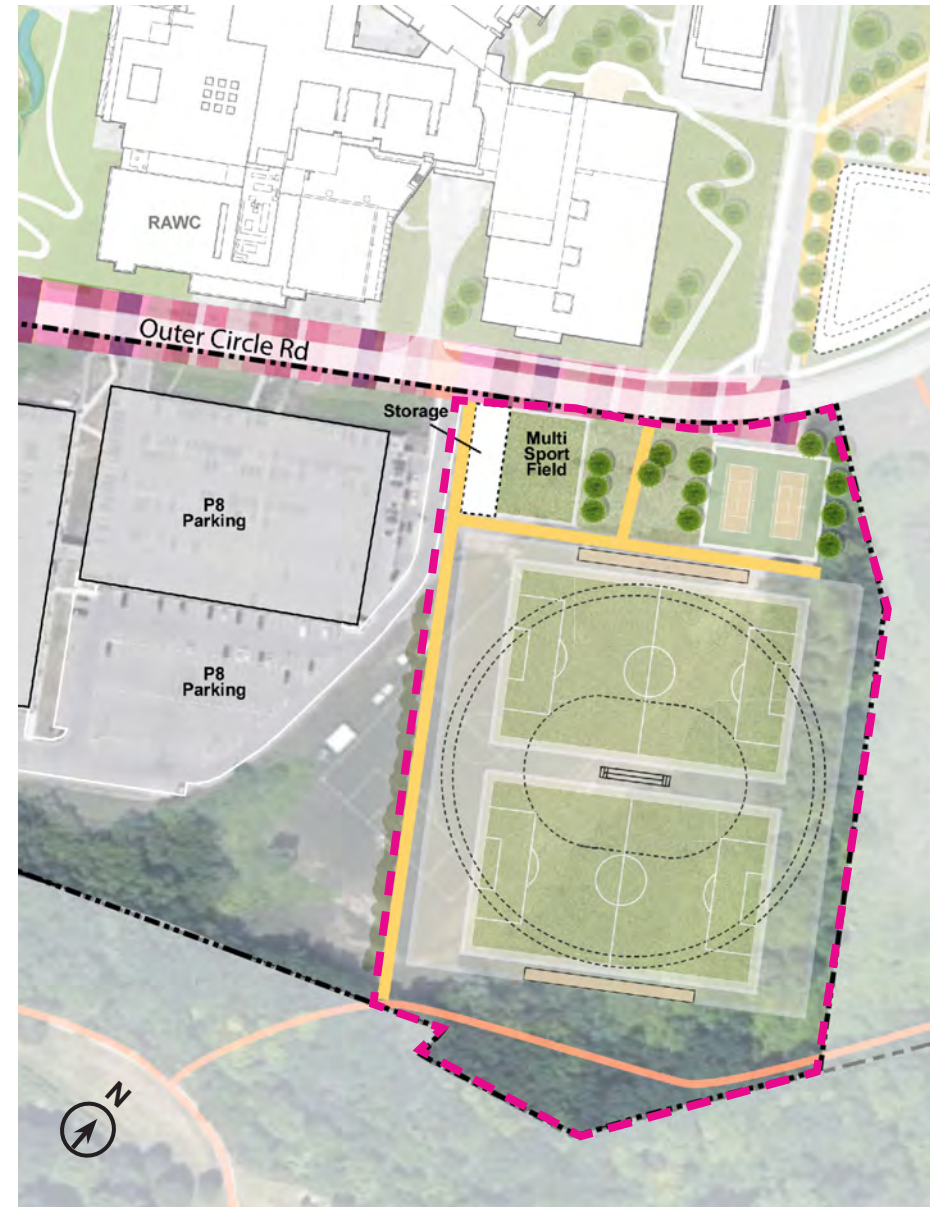 RAWC
Outer Circle Rd
Storage
Multi
Sport
Field
P8
Parking
P8
Parking
N